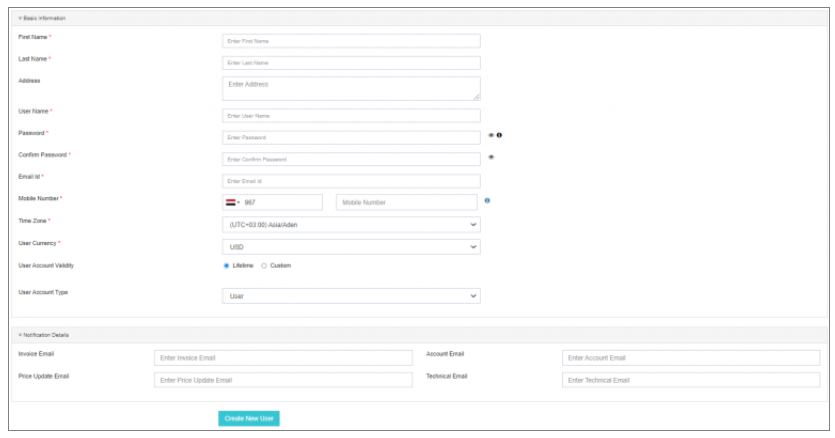 Basic Information
First Name *
Enter First Name
Last Name *
Enter Last Name
Address
Enter Address
User Name *
Enter User Name
Password *
Enter Password
Confirm Password *
Enter Confirm Password
Email Id *
Enter Email Id
Mobile Number *
967
Mobile Number
Time Zone *
(UTC+03:00) Asia/Aden
User Currency *
USD
User Account Validity
Lifetime
Custom
User Account Type
User
Notification Details
Invoice Email
Enter Invoice Email
Account Email
Enter Account Email
Price Update Email
Enter Price Update Email
Technical Email
Enter Technical Email
Create New User